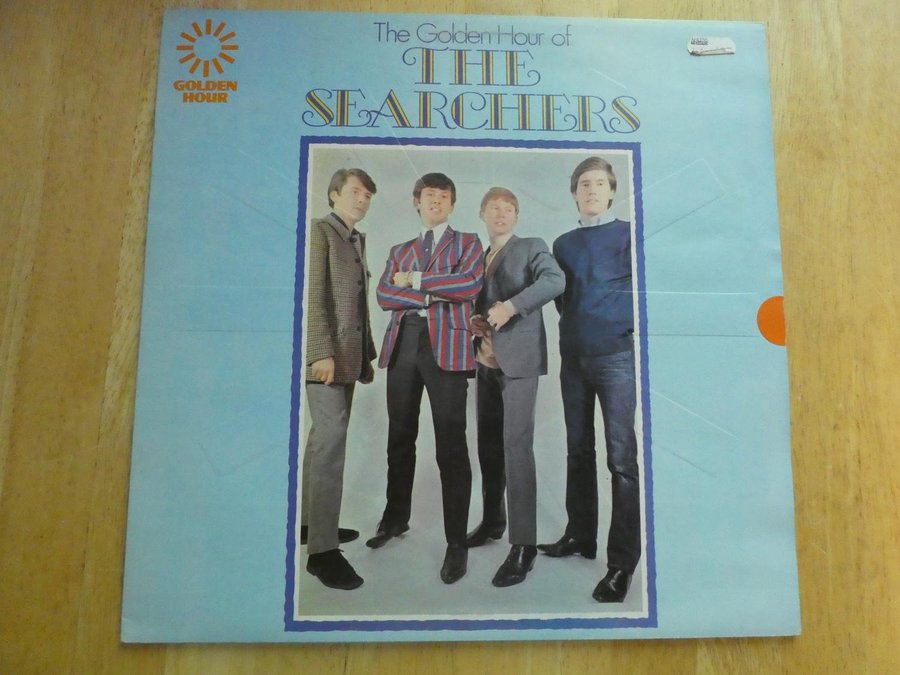 GOLDEN
HOUR
The Golden Hour of
THE
SEARCHERS